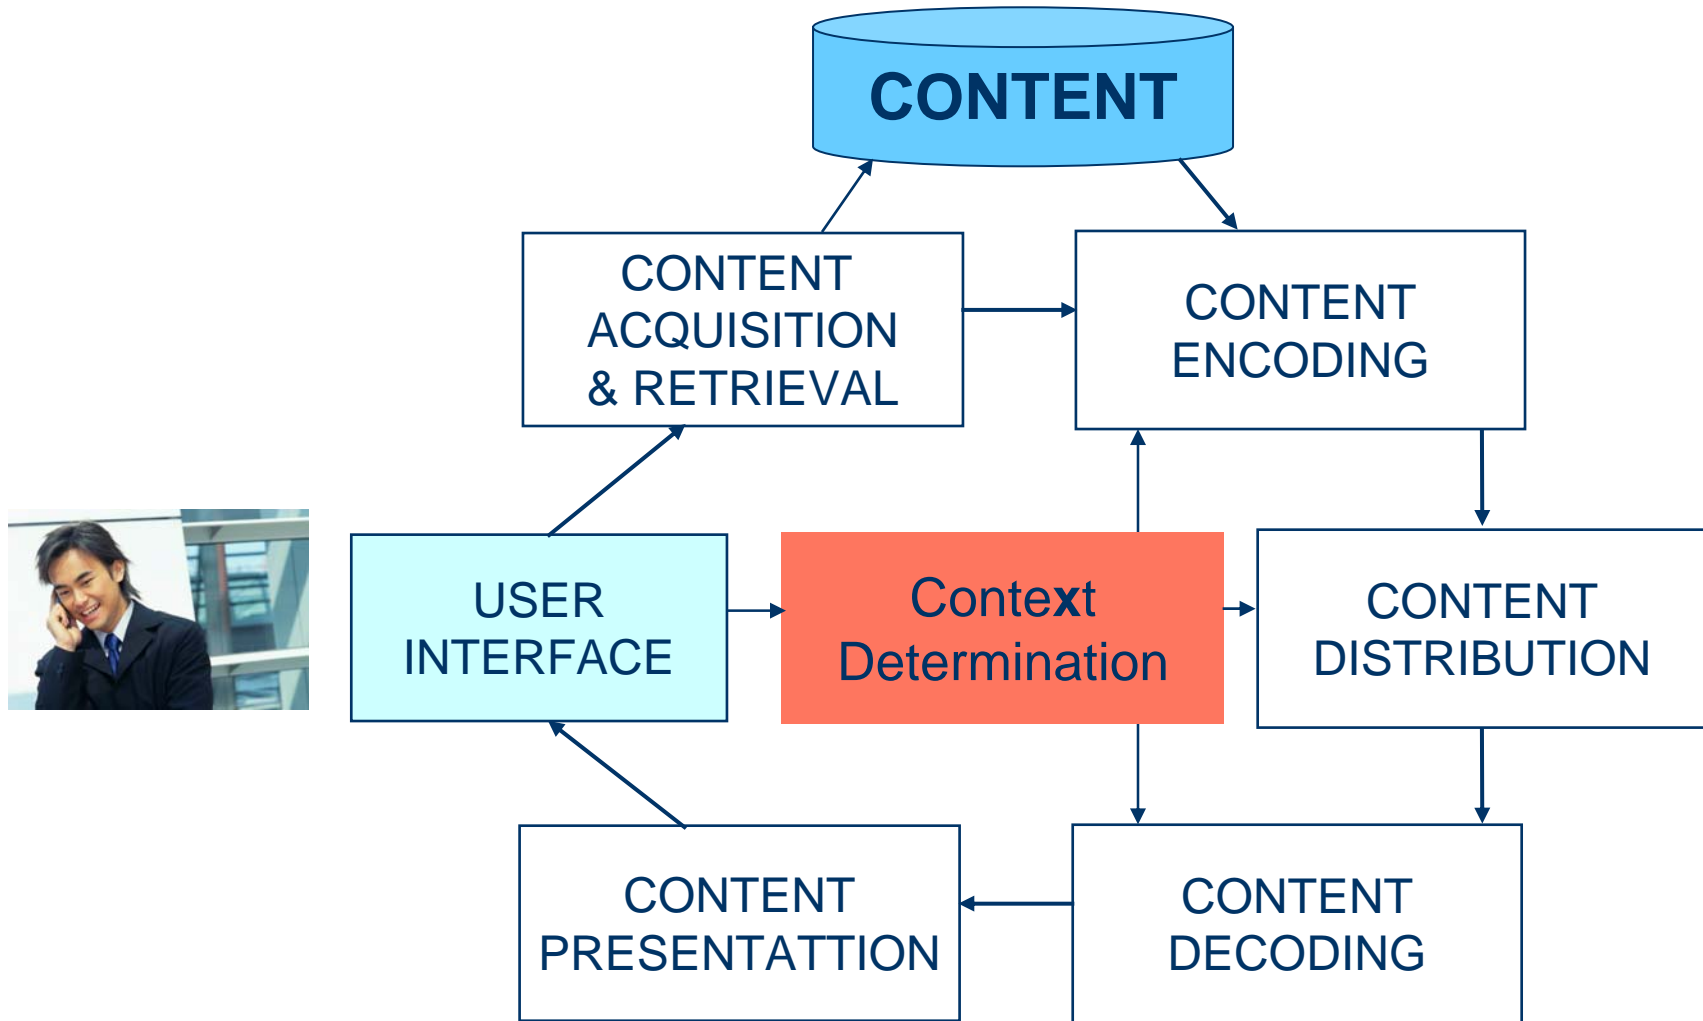 CONTENT
CONTENT
ACQUISITION
& RETRIEVAL
CONTENT
ENCODING
USER
INTERFACE
Context
Determination
CONTENT
DISTRIBUTION
CONTENT
PRESENTATTION
CONTENT
DECODING